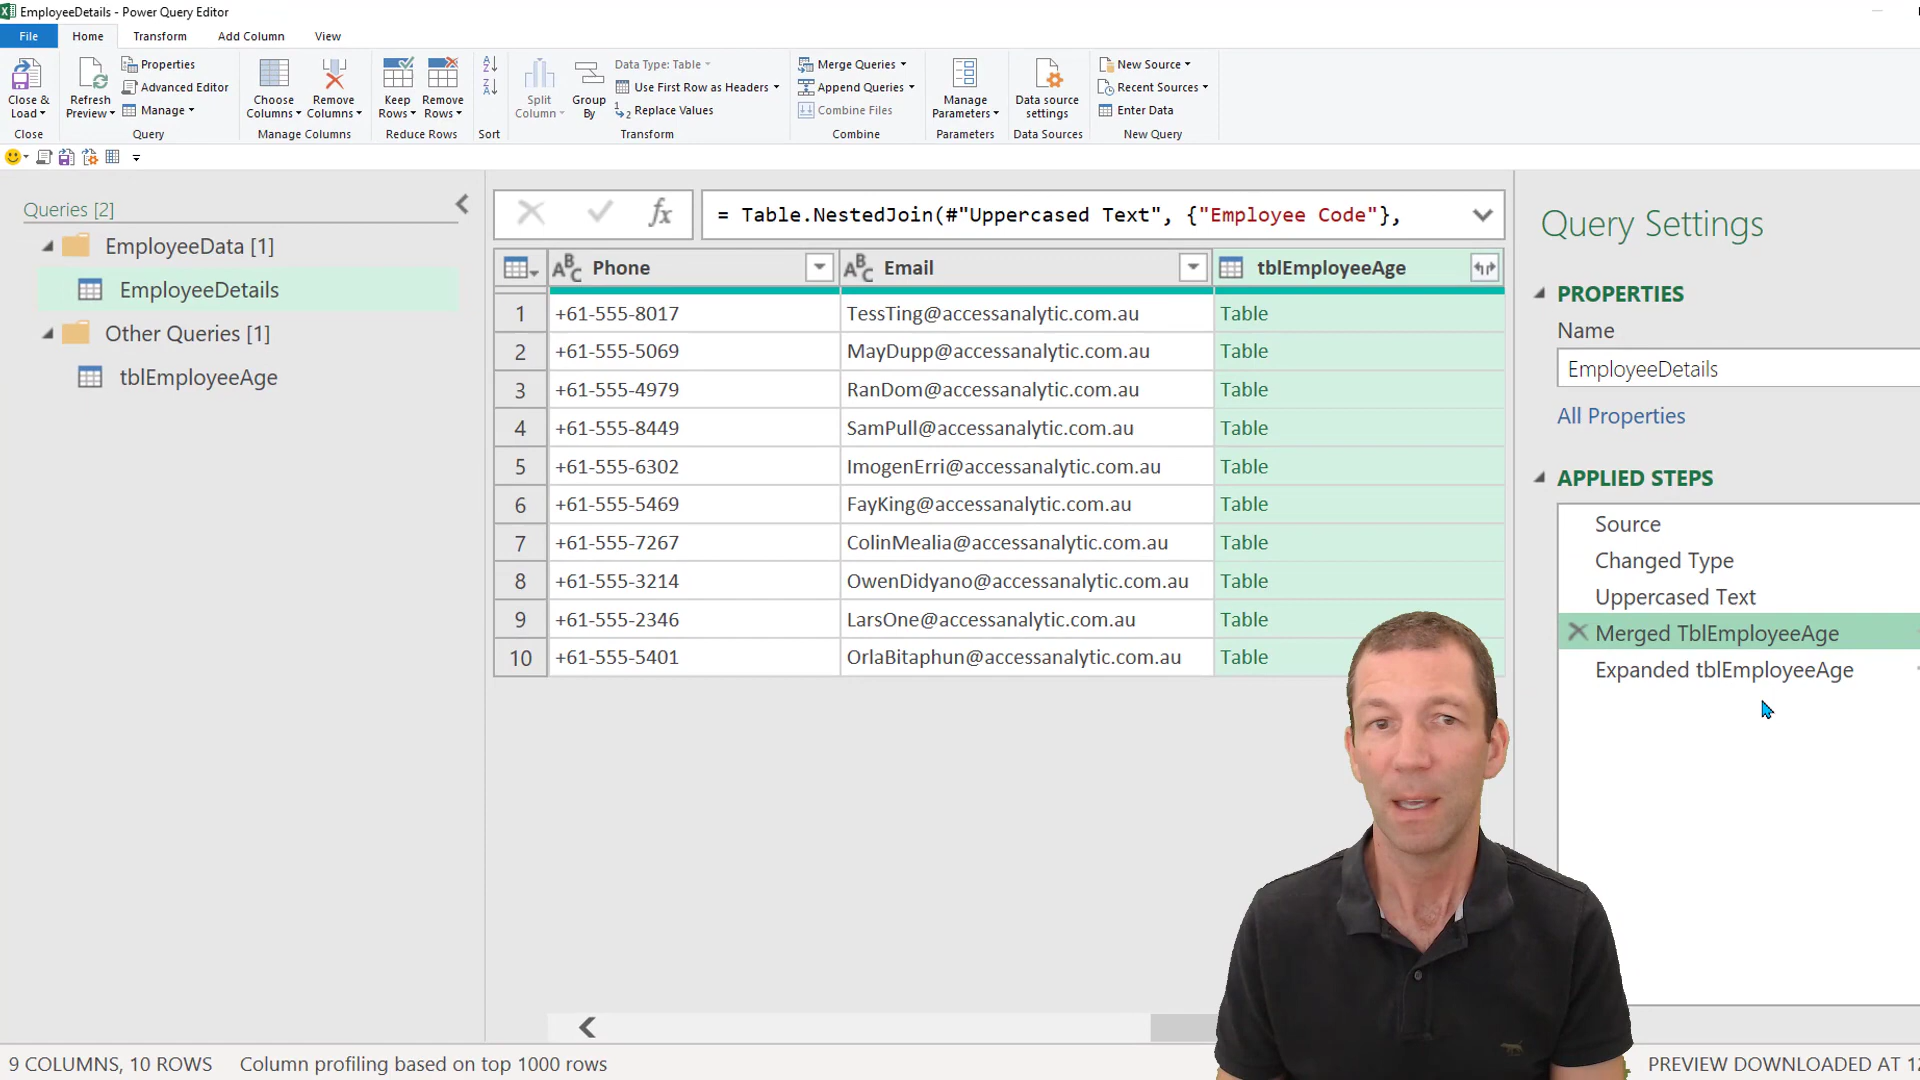 EmployeeDetails - Power Query Editor
File Home Transform Add Column View
Close & Load
Close
Refresh Preview
Properties
Advanced Editor
Manage
Query
Choose Columns
Remove Columns
Manage Columns
Keep Rows
Remove Rows
Reduce Rows
Sort
Split Column
Group By
Data Type: Table
Use First Row as Headers
Replace Values
Transform
Merge Queries
Append Queries
Combine Files
Combine
Manage Parameters
Parameters
Data source settings
Data Sources
New Source
Recent Sources
Enter Data
New Query
Queries [2]
EmployeeData [1]
EmployeeDetails
Other Queries [1]
tblEmployeeAge
fx
= Table.NestedJoin(#"Uppercased Text", {"Employee Code"},
ABC Phone ABC Email tblEmployeeAge
1 +61-555-8017 TessTing@accessanalytic.com.au Table
2 +61-555-5069 MayDupp@accessanalytic.com.au Table
3 +61-555-4979 RanDom@accessanalytic.com.au Table
4 +61-555-8449 SamPull@accessanalytic.com.au Table
5 +61-555-6302 ImogenErri@accessanalytic.com.au Table
6 +61-555-5469 FayKing@accessanalytic.com.au Table
7 +61-555-7267 ColinMealia@accessanalytic.com.au Table
8 +61-555-3214 OwenDidyano@accessanalytic.com.au Table
9 +61-555-2346 LarsOne@accessanalytic.com.au Table
10 +61-555-5401 OrlaBitaphun@accessanalytic.com.au Table
Query Settings
PROPERTIES
Name
EmployeeDetails
All Properties
APPLIED STEPS
Source
Changed Type
Uppercased Text
Merged TblEmployeeAge
Expanded tblEmployeeAge
9 COLUMNS, 10 ROWS Column profiling based on top 1000 rows
PREVIEW DOWNLOADED AT 12